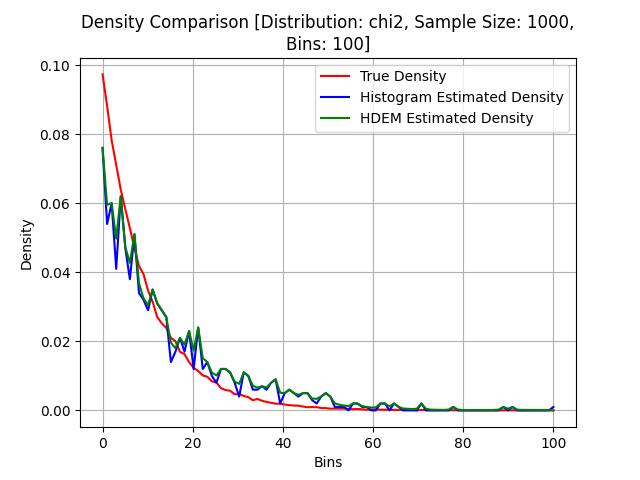 Density Comparison [Distribution: chi2, Sample Size: 1000,
Bins: 100]
True Density
Histogram Estimated Density
HDEM Estimated Density
Density
0.10
0.08
0.06
0.04
0.02
0.00
0
20
40
60
80
100
Bins